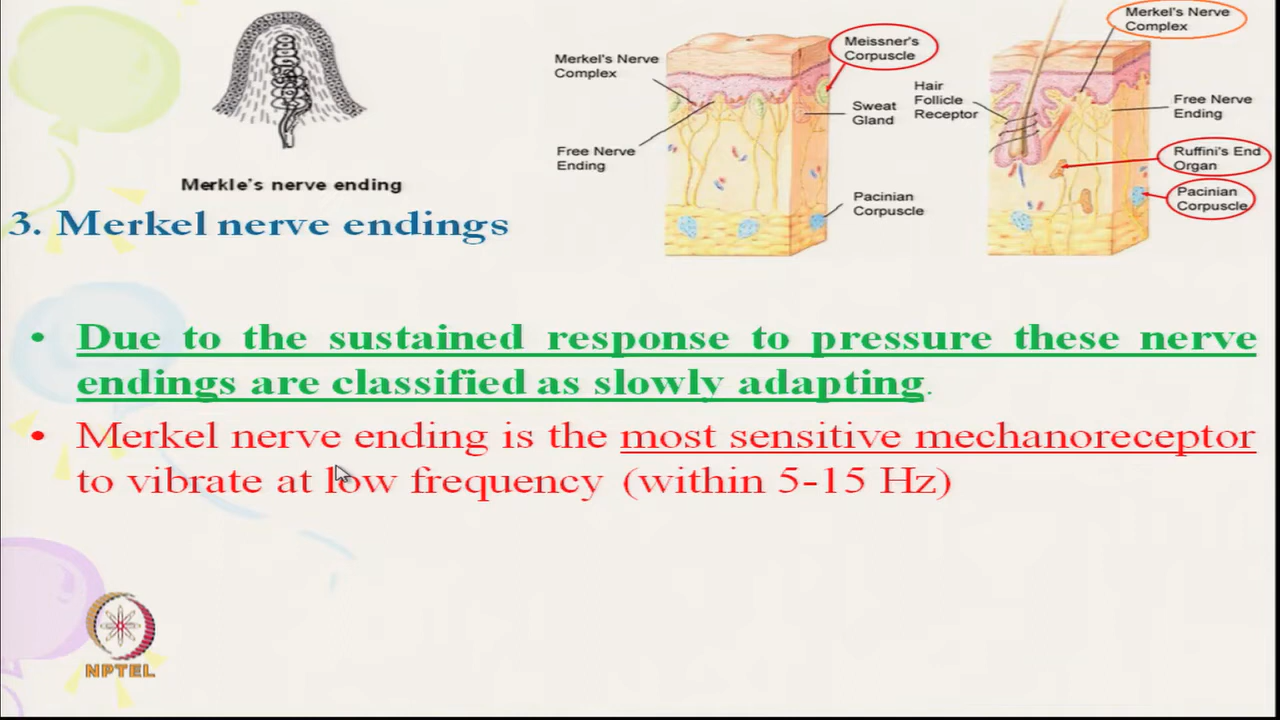 Merkle's nerve ending
3. Merkel nerve endings
Merkel's Nerve
Complex
Free Nerve
Ending
Meissner's
Corpuscle
Sweat
Gland
Pacinian
Corpuscle
Hair
Follicle
Receptor
Merkel's Nerve
Complex
Free Nerve
Ending
Ruffini's End
Organ
Pacinian
Corpuscle
• Due to the sustained response to pressure these nerve
endings are classified as slowly adapting.
• Merkel nerve ending is the most sensitive mechanoreceptor
to vibrate at low frequency (within 5-15 Hz)
NPTEL